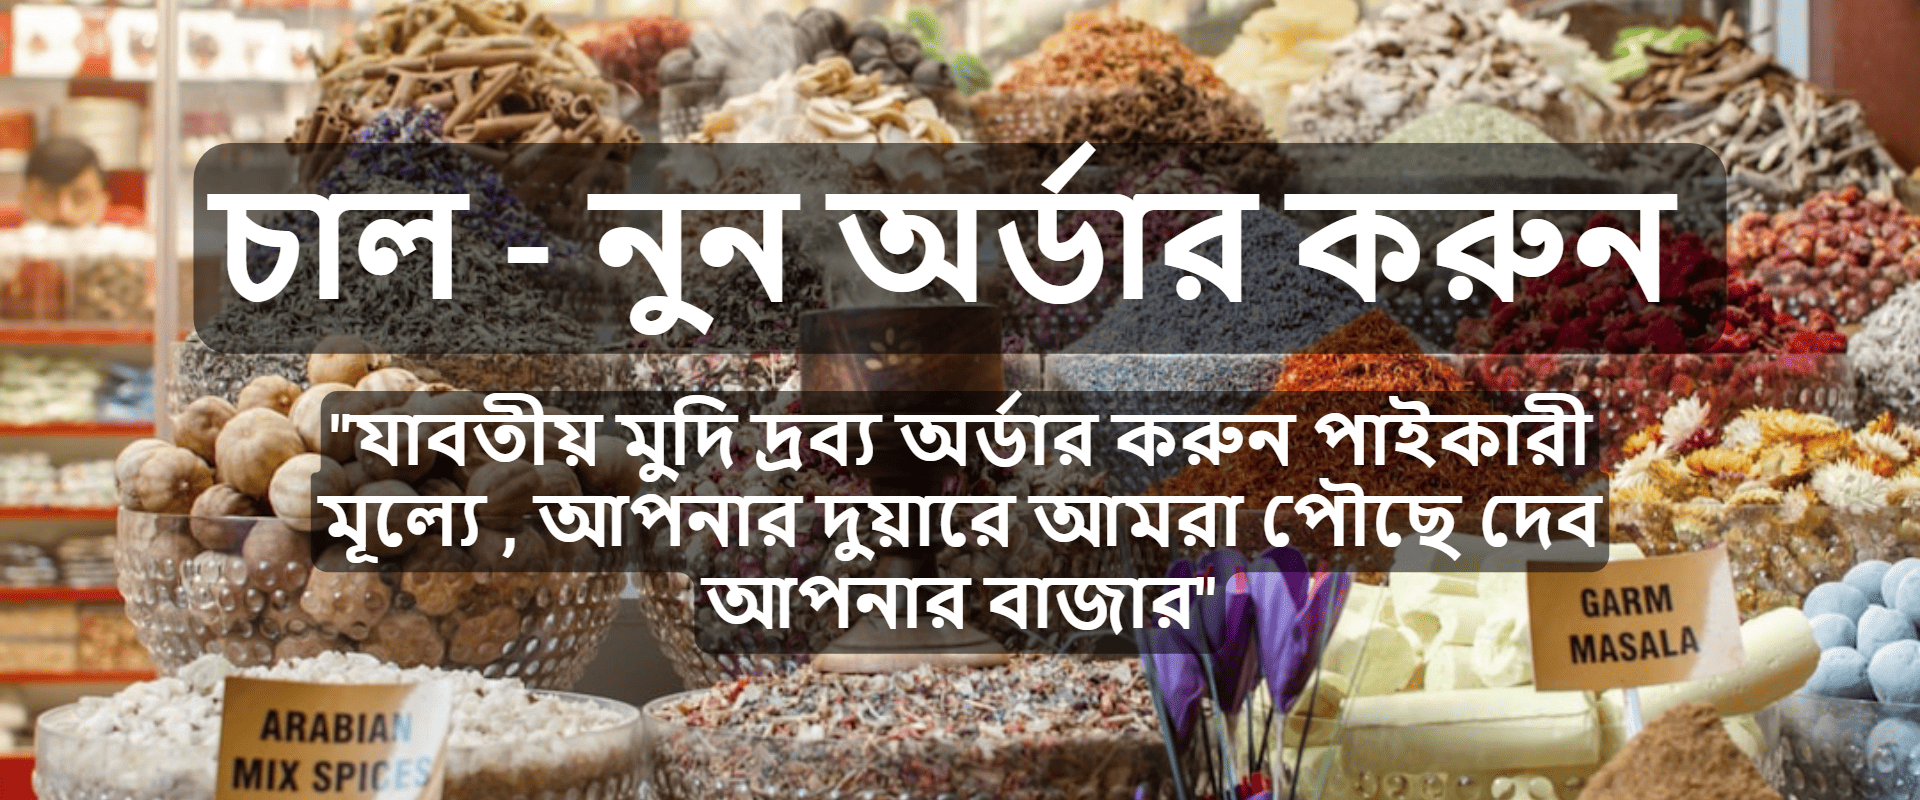 চাল - নুন অর্ডার করুন
"যাবতীয় মুদি দ্রব্য অর্ডার করুন পাইকারী
মূল্যে , আপনার দুয়ারে আমরা পৌছে দেব
আপনার বাজার"
GARM
MASALA
ARABIAN
MIX SPICES